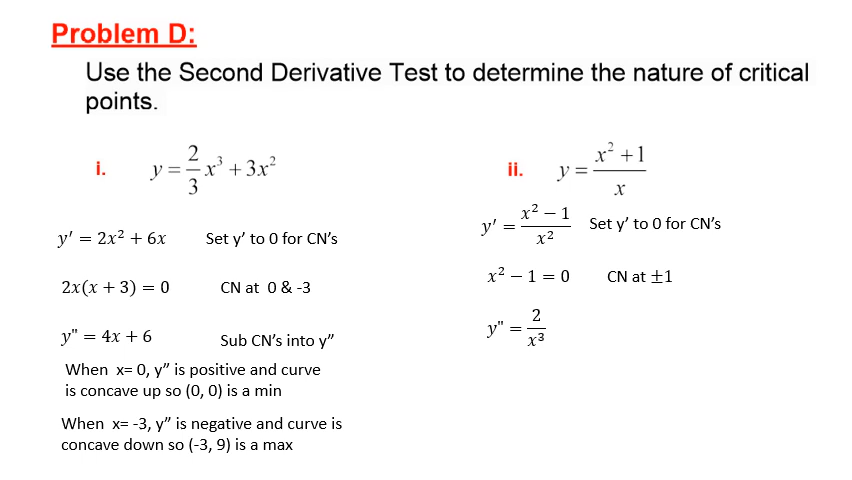 Problem D:
Use the Second Derivative Test to determine the nature of critical
points.
i. y = 2/3 x³ + 3x²
y′ = 2x² + 6x Set y’ to 0 for CN’s
2x(x + 3) = 0 CN at 0 & -3
y" = 4x + 6 Sub CN’s into y”
When x= 0, y” is positive and curve
is concave up so (0, 0) is a min
When x= -3, y” is negative and curve is
concave down so (-3, 9) is a max
ii. y = (x² + 1)/x
y′ = (x² − 1)/x² Set y’ to 0 for CN’s
x² − 1 = 0 CN at ±1
y" = 2/x³